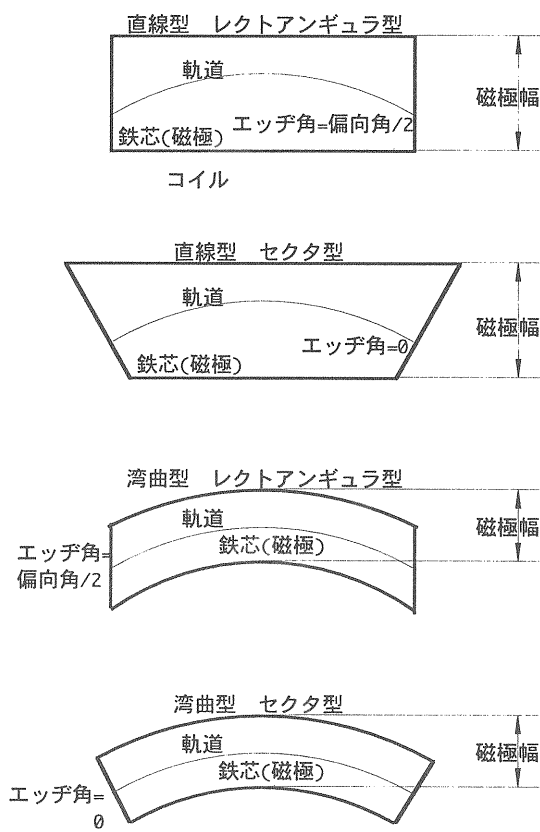 直線型　レクトアンギュラ型
軌道
磁極幅
エッヂ角=偏向角/2
鉄芯(磁極)
コイル
直線型　セクタ型
軌道
磁極幅
エッヂ角=0
鉄芯(磁極)
湾曲型　レクトアンギュラ型
軌道
磁極幅
エッヂ角=
偏向角/2
鉄芯(磁極)
湾曲型　セクタ型
軌道
磁極幅
鉄芯(磁極)
エッヂ角=
0